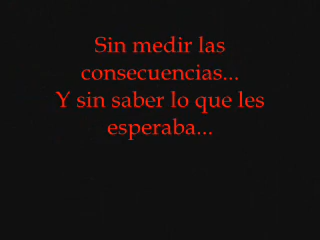 Sin medir las
consecuencias...
Y sin saber lo que les
esperaba...